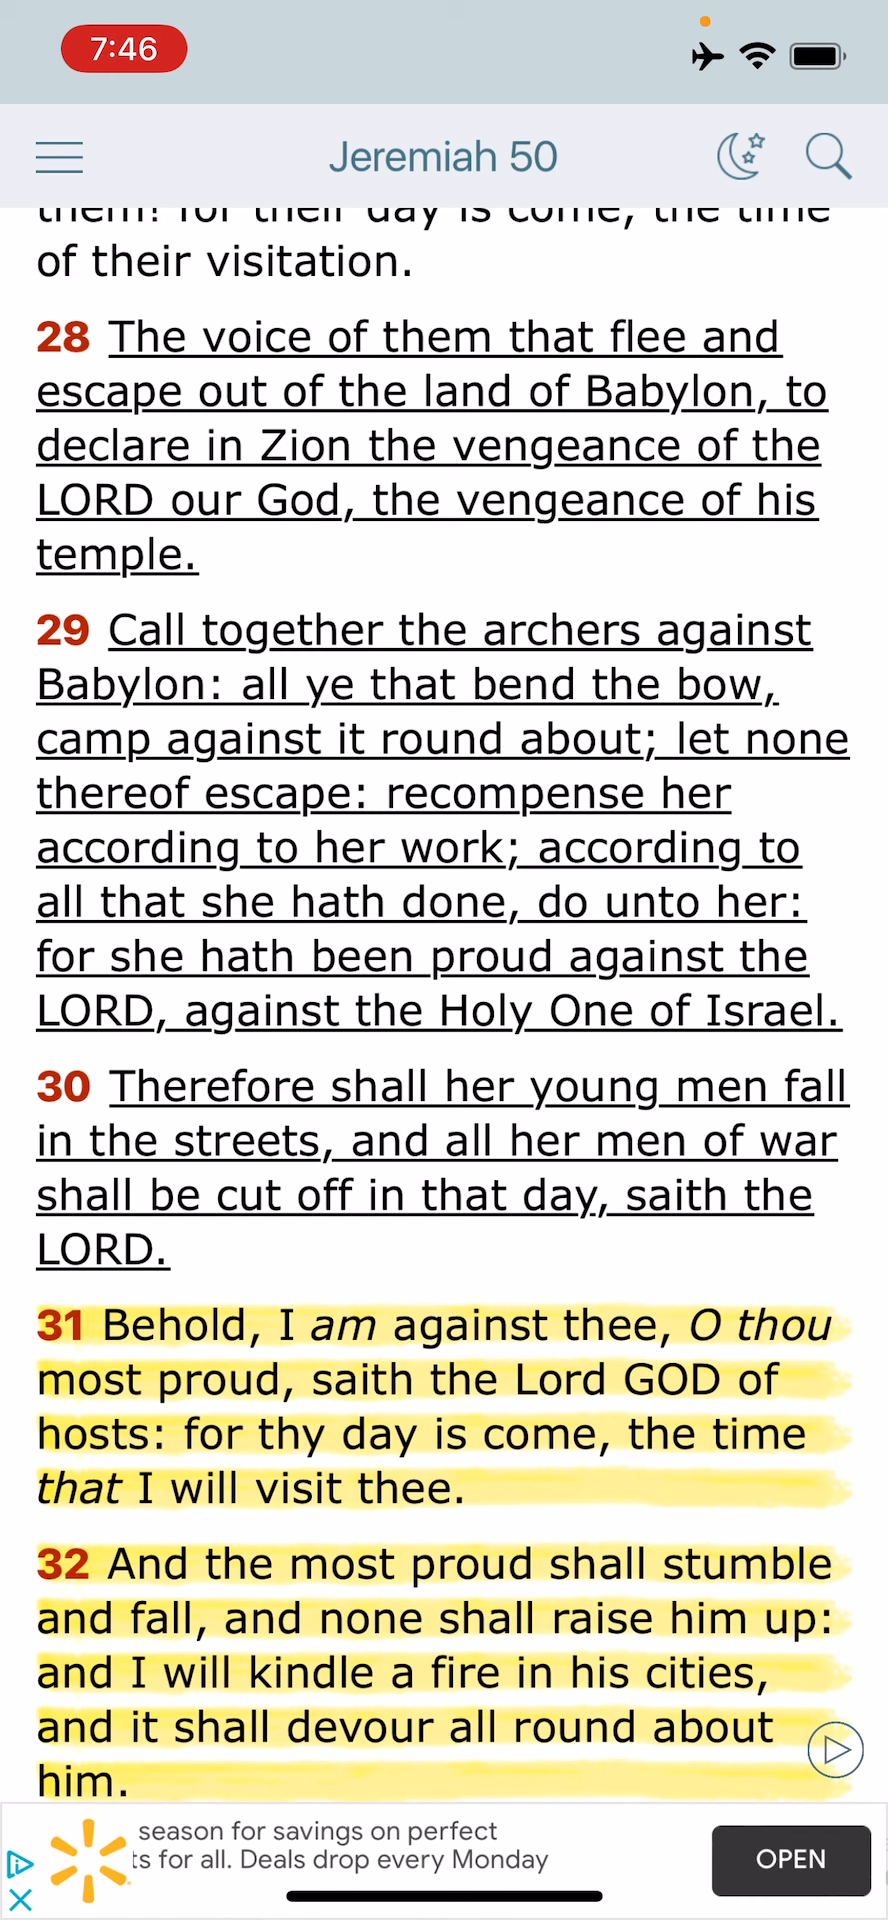 7:46
Jeremiah 50
them! for their day is come, the time
of their visitation.
28 The voice of them that flee and
escape out of the land of Babylon, to
declare in Zion the vengeance of the
LORD our God, the vengeance of his
temple.
29 Call together the archers against
Babylon: all ye that bend the bow,
camp against it round about; let none
thereof escape: recompense her
according to her work; according to
all that she hath done, do unto her:
for she hath been proud against the
LORD, against the Holy One of Israel.
30 Therefore shall her young men fall
in the streets, and all her men of war
shall be cut off in that day, saith the
LORD.
31 Behold, I am against thee, O thou
most proud, saith the Lord GOD of
hosts: for thy day is come, the time
that I will visit thee.
32 And the most proud shall stumble
and fall, and none shall raise him up:
and I will kindle a fire in his cities,
and it shall devour all round about
him.
season for savings on perfect
ts for all. Deals drop every Monday
OPEN